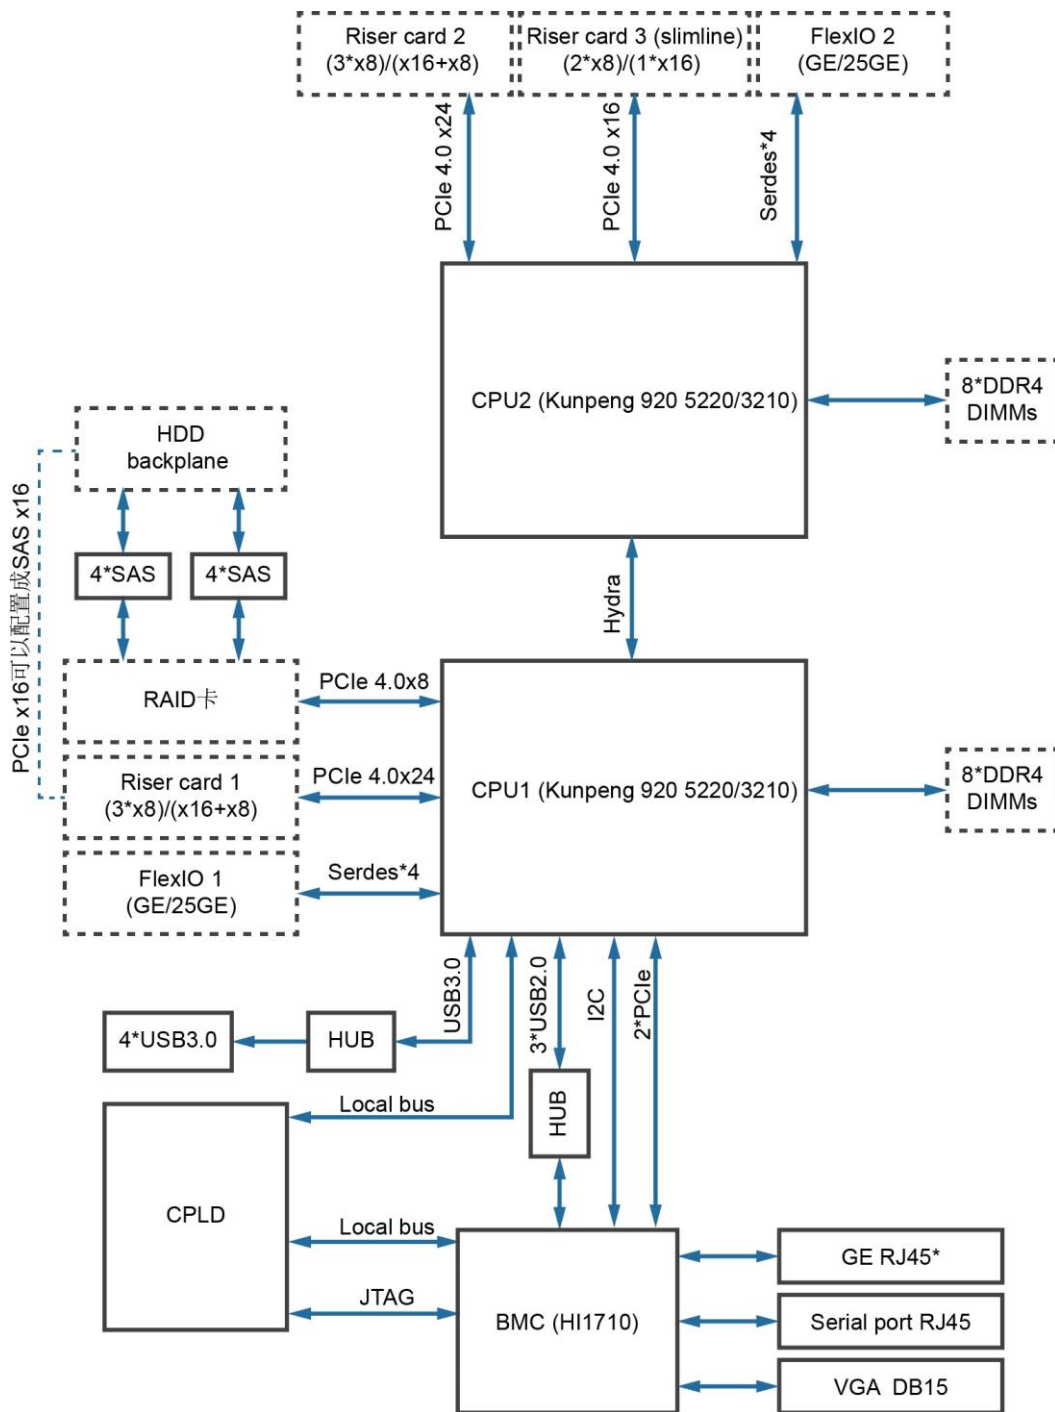 Riser card 2
(3*x8)/(x16+x8)
Riser card 3 (slimline)
(2*x8)/(1*x16)
FlexIO 2
(GE/25GE)
PCIe 4.0 x24
PCIe 4.0 x16
Serdes*4
CPU2 (Kunpeng 920 5220/3210)
8*DDR4
DIMMs
HDD
backplane
4*SAS
4*SAS
PCIe x16可以配置成SAS x16
Hydra
RAID卡
PCIe 4.0x8
Riser card 1
(3*x8)/(x16+x8)
PCIe 4.0x24
CPU1 (Kunpeng 920 5220/3210)
8*DDR4
DIMMs
FlexIO 1
(GE/25GE)
Serdes*4
USB3.0
3*USB2.0
I2C
2*PCIe
4*USB3.0
HUB
HUB
Local bus
CPLD
Local bus
JTAG
BMC (HI1710)
GE RJ45*
Serial port RJ45
VGA DB15